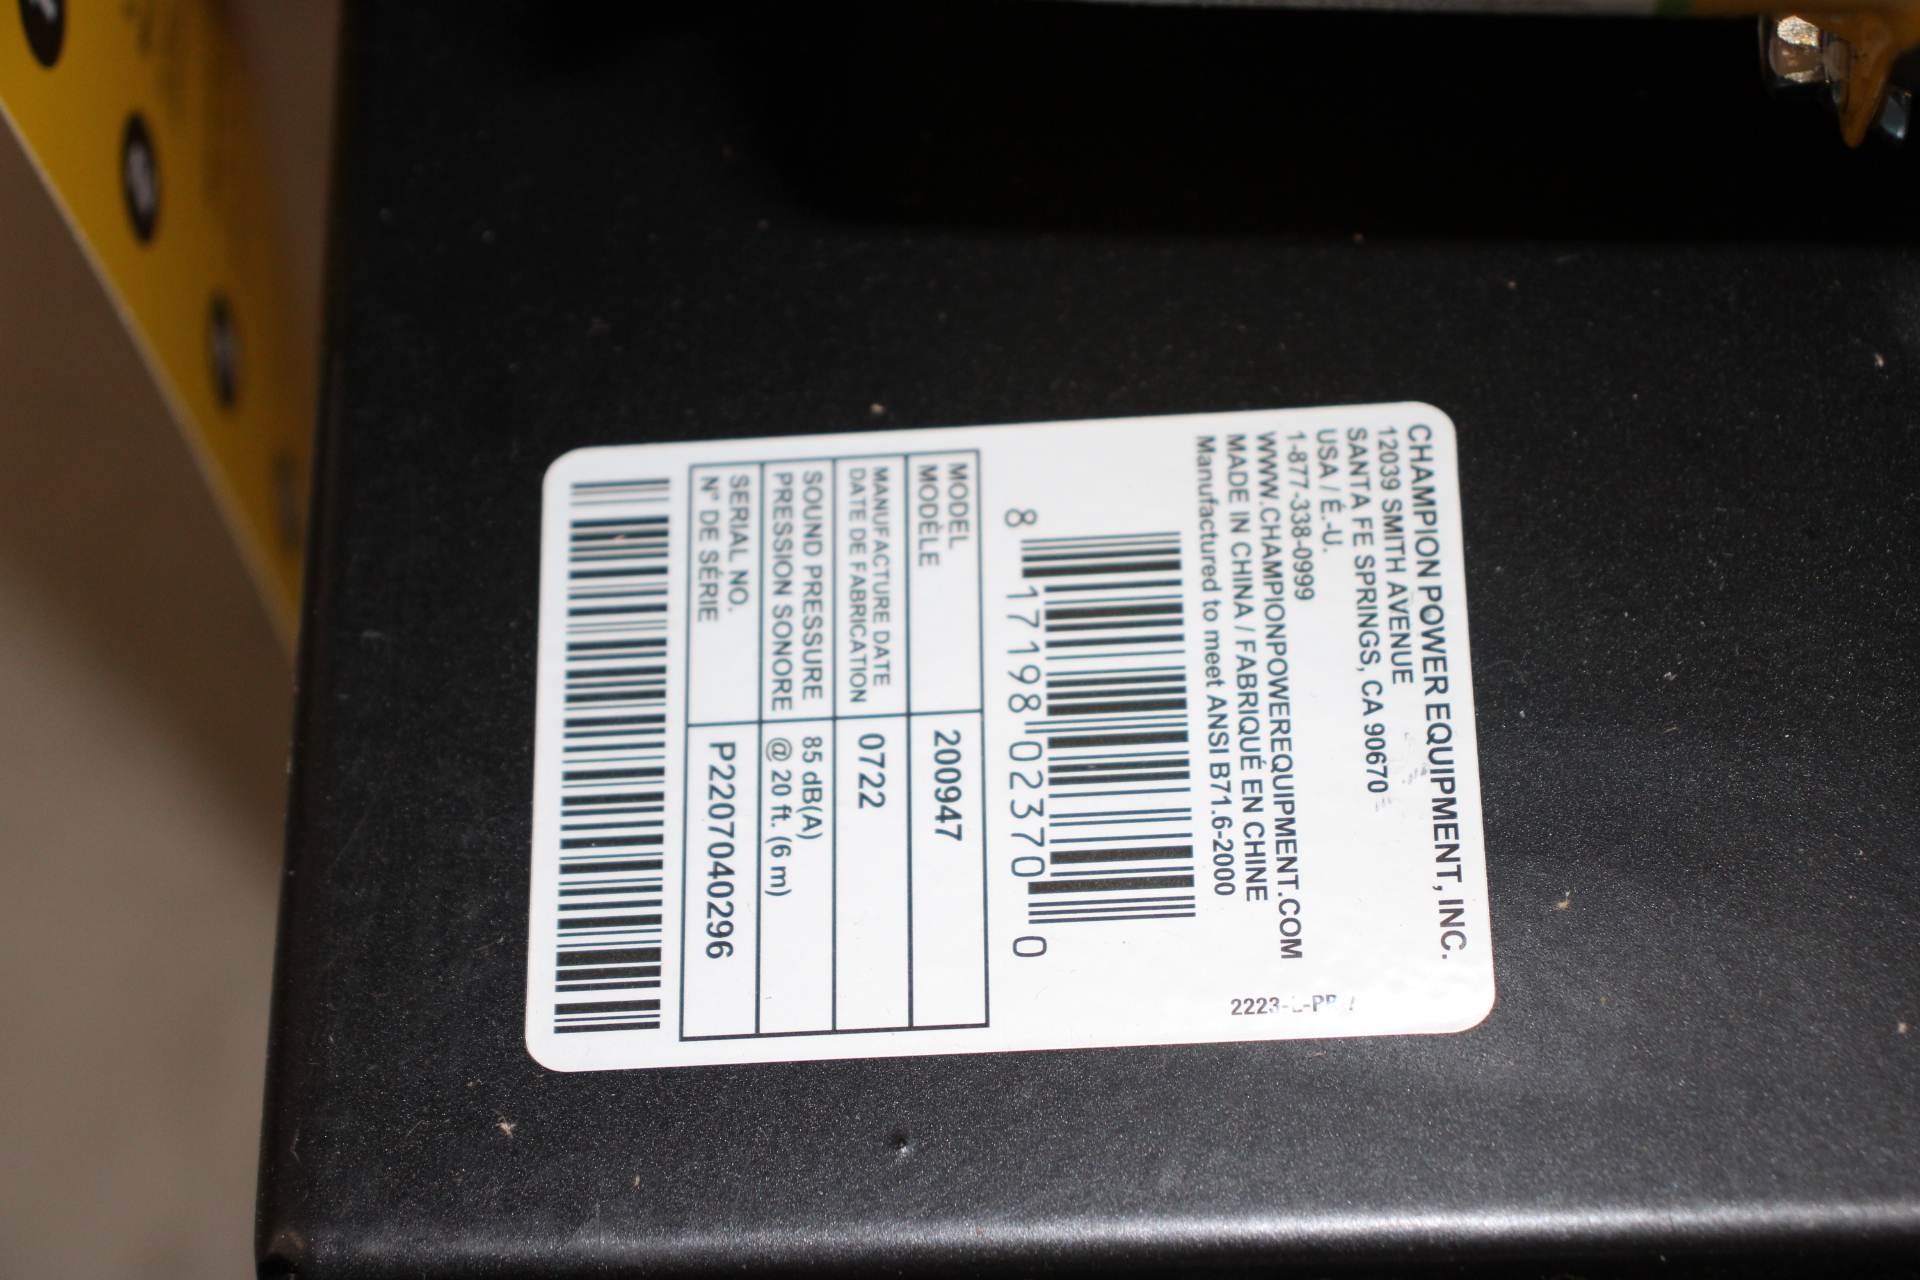 CHAMPION POWER EQUIPMENT, INC.
12039 SMITH AVENUE
SANTA FE SPRINGS, CA 90670
USA / É.-U.
1-877-338-0999
WWW.CHAMPIONPOWEREQUIPMENT.COM
MADE IN CHINA / FABRIQUÉ EN CHINE
Manufactured to meet ANSI B71.6-2000
8 17198 02370 0
MODEL
MODÈLE
200947
MANUFACTURE DATE
DATE DE FABRICATION
0722
SOUND PRESSURE
PRESSION SONORE
85 dB(A)
@ 20 ft. (6 m)
SERIAL NO.
N° DE SÉRIE
P2207040296